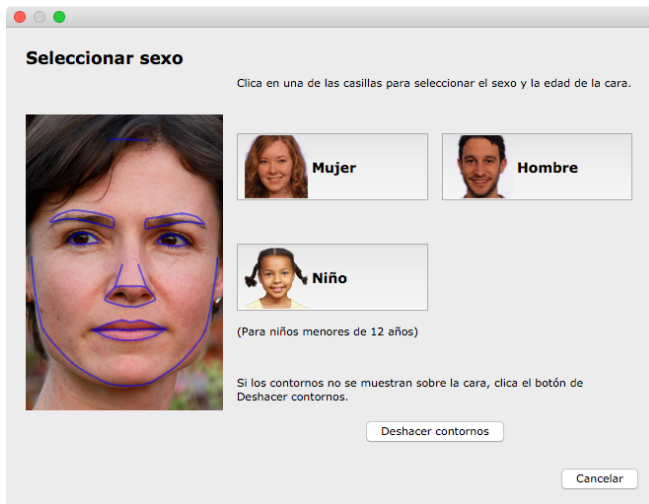 Seleccionar sexo
Clica en una de las casillas para seleccionar el sexo y la edad de la cara.
Mujer
Hombre
Niño
(Para niños menores de 12 años)
Si los contornos no se muestran sobre la cara, clica el botón de
Deshacer contornos.
Deshacer contornos
Cancelar